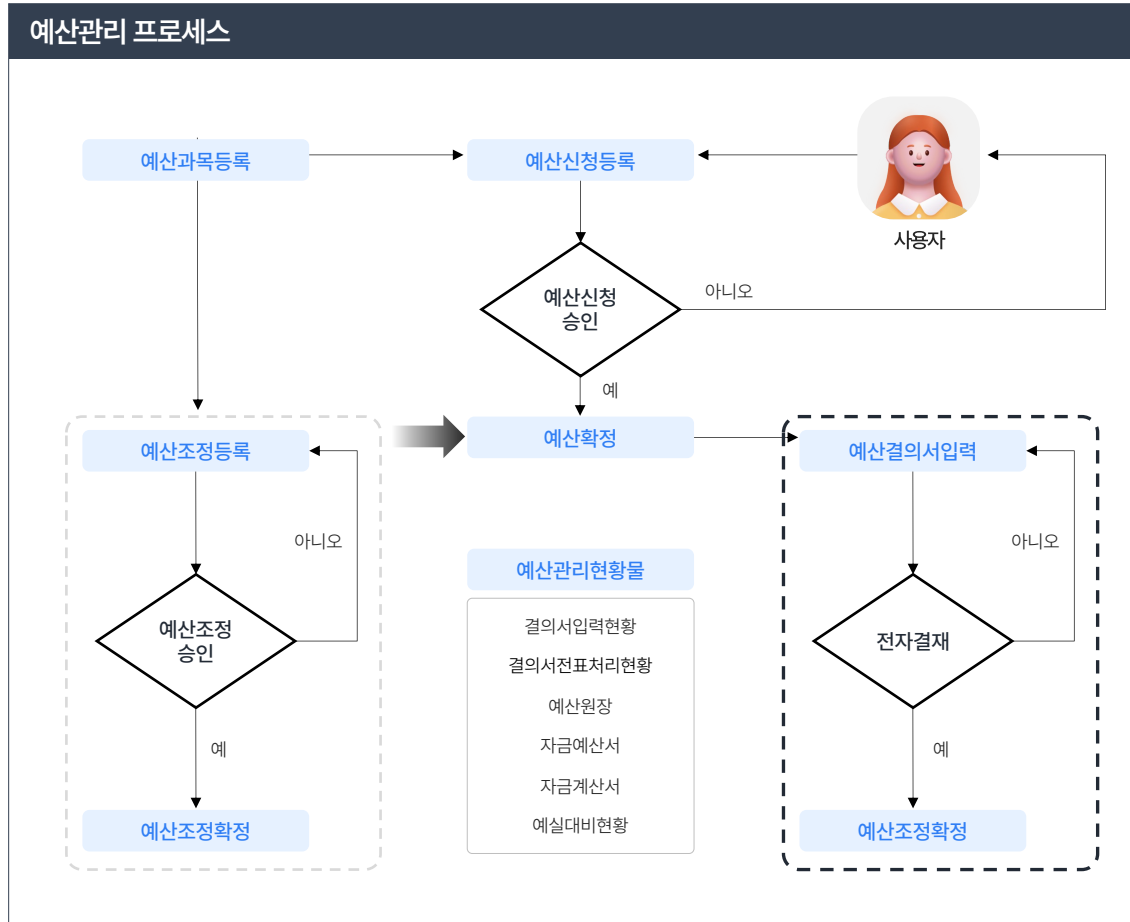 예산관리 프로세스
예산과목등록
예산신청등록
사용자
예산신청
승인
아니오
예
예산조정등록
예산확정
예산결의서입력
아니오
아니오
예산관리현황물
예산조정
승인
전자결재
결의서입력현황
결의서전표처리현황
예산원장
자금예산서
자금계산서
예실대비현황
예
예
예산조정확정
예산조정확정